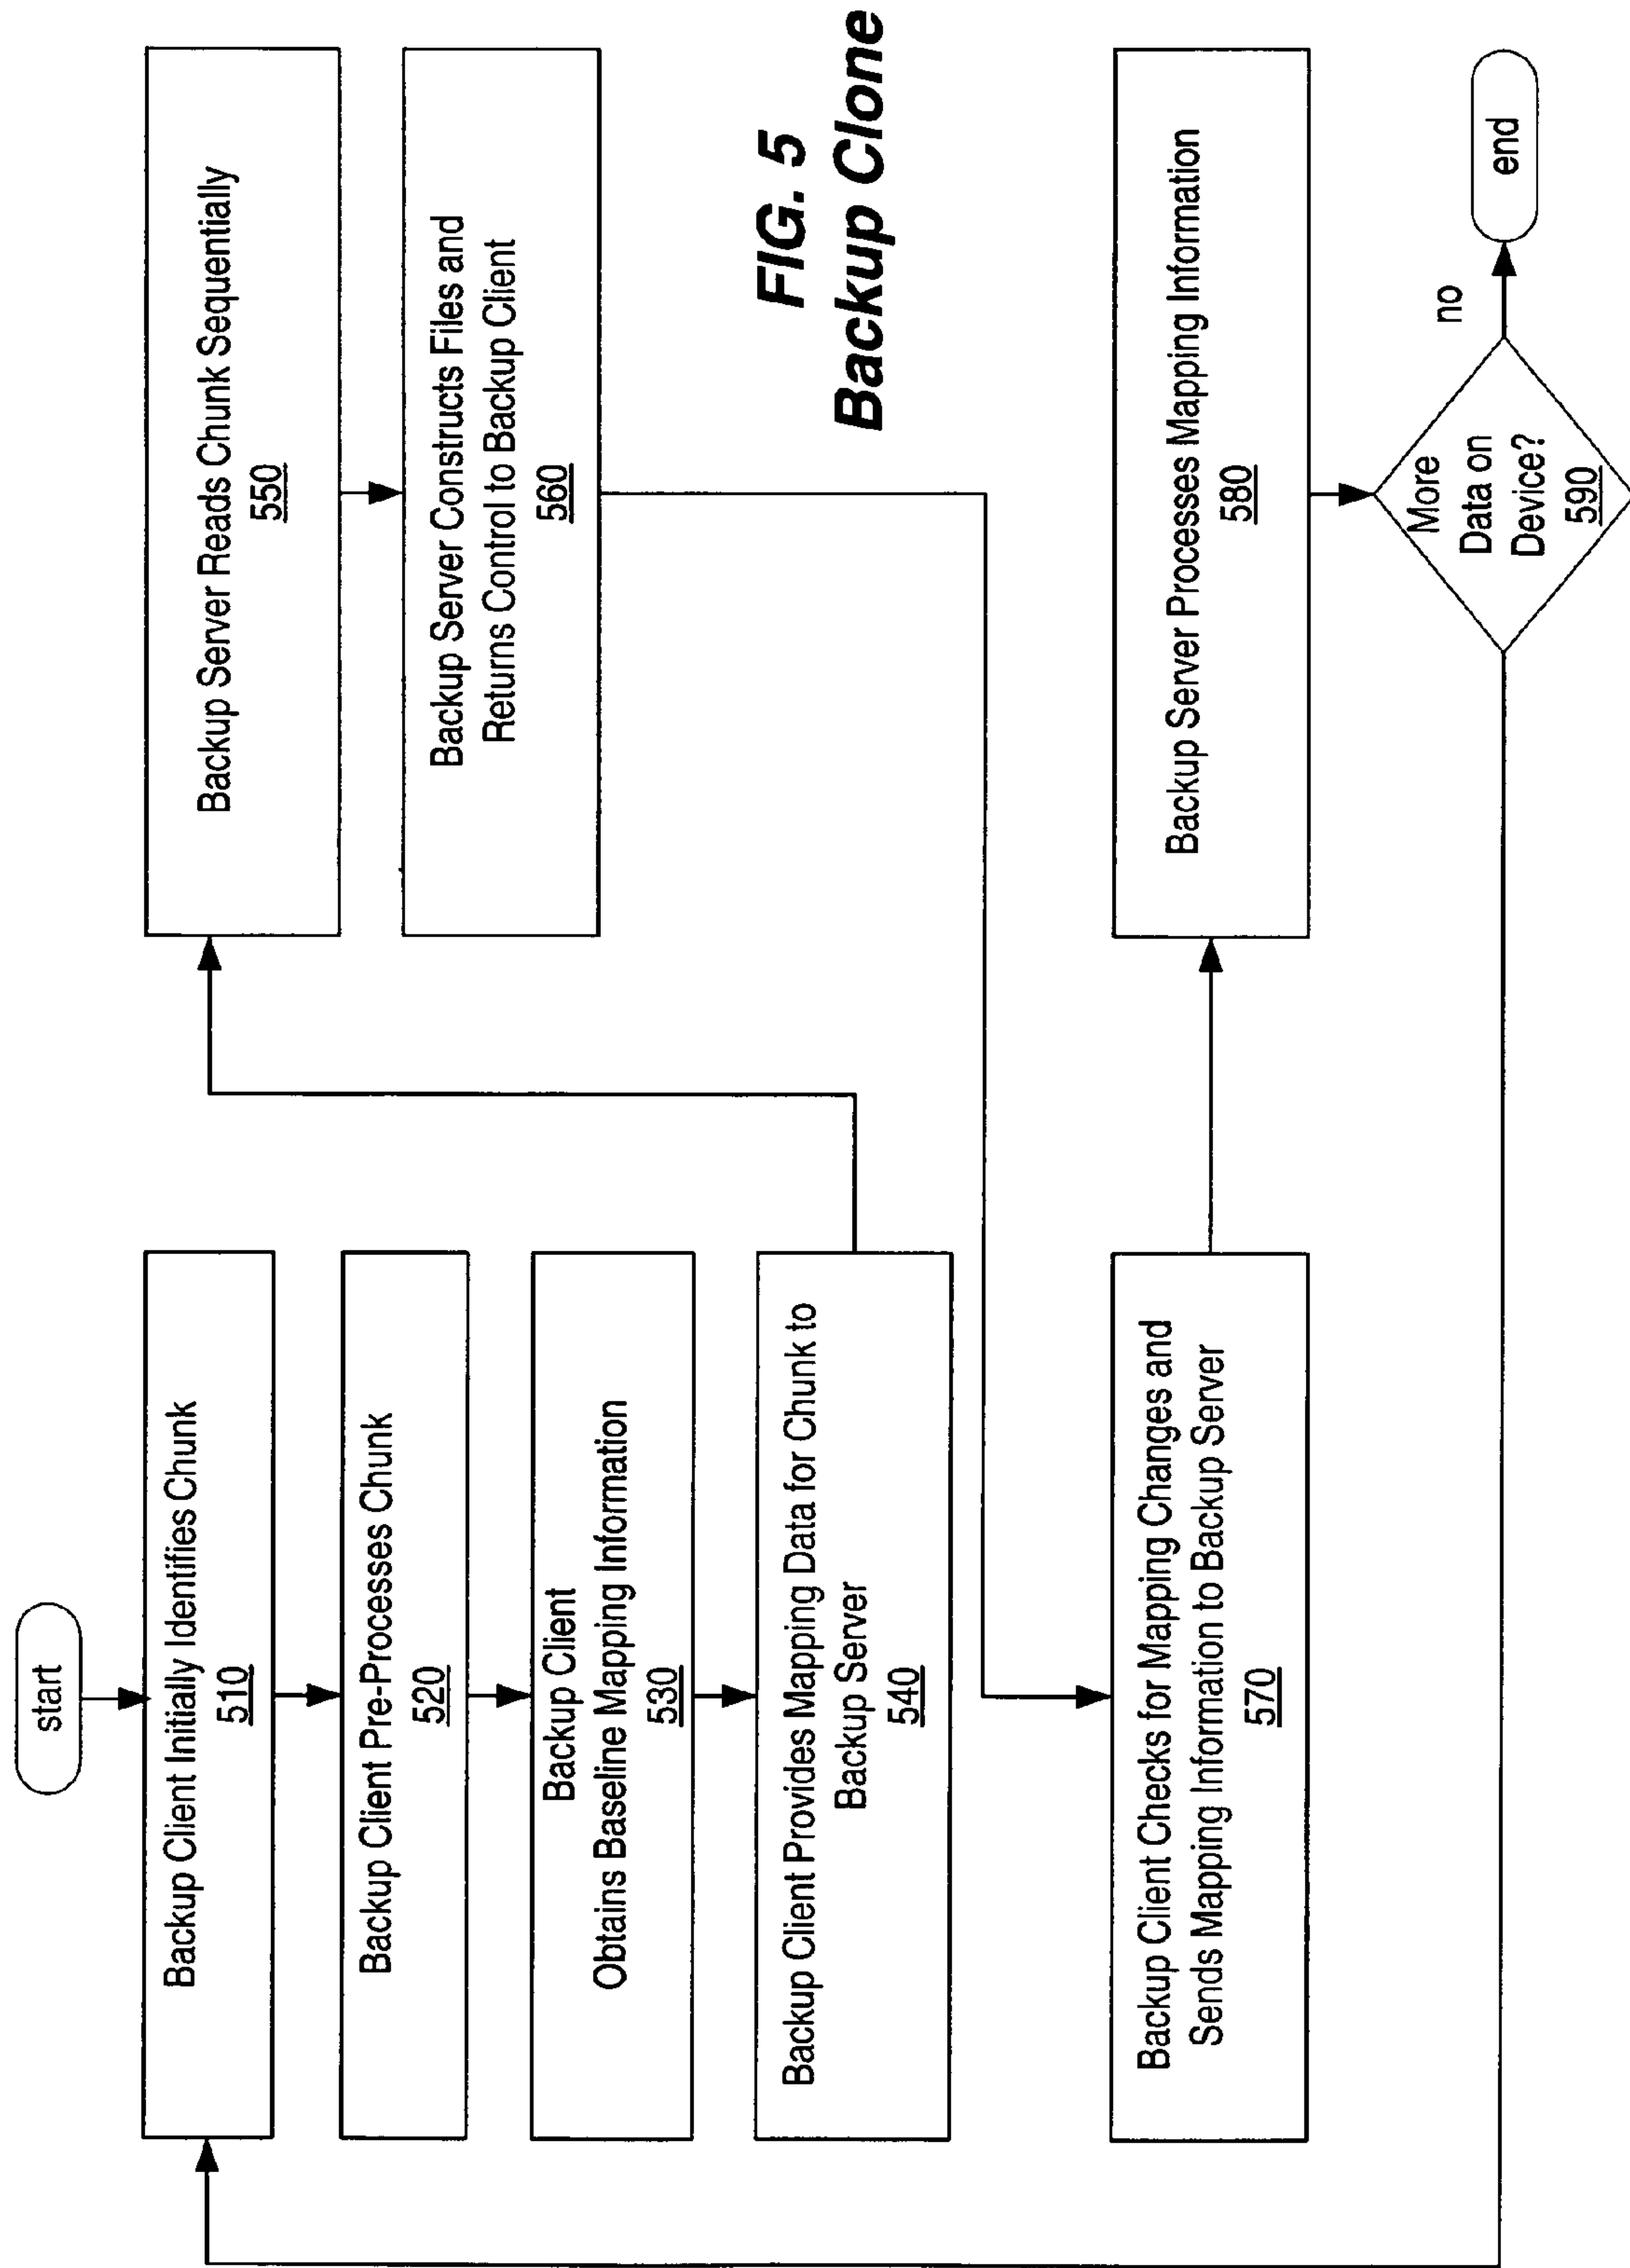 start
Backup Client Initially Identifies Chunk
510
Backup Client Pre-Processes Chunk
520
Backup Client
Obtains Baseline Mapping Information
530
Backup Client Provides Mapping Data for Chunk to
Backup Server
540
Backup Server Reads Chunk Sequentially
550
Backup Server Constructs Files and
Returns Control to Backup Client
560
FIG. 5
Backup Clone
Backup Client Checks for Mapping Changes and
Sends Mapping Information to Backup Server
570
Backup Server Processes Mapping Information
580
More
Data on
Device?
590
no
end